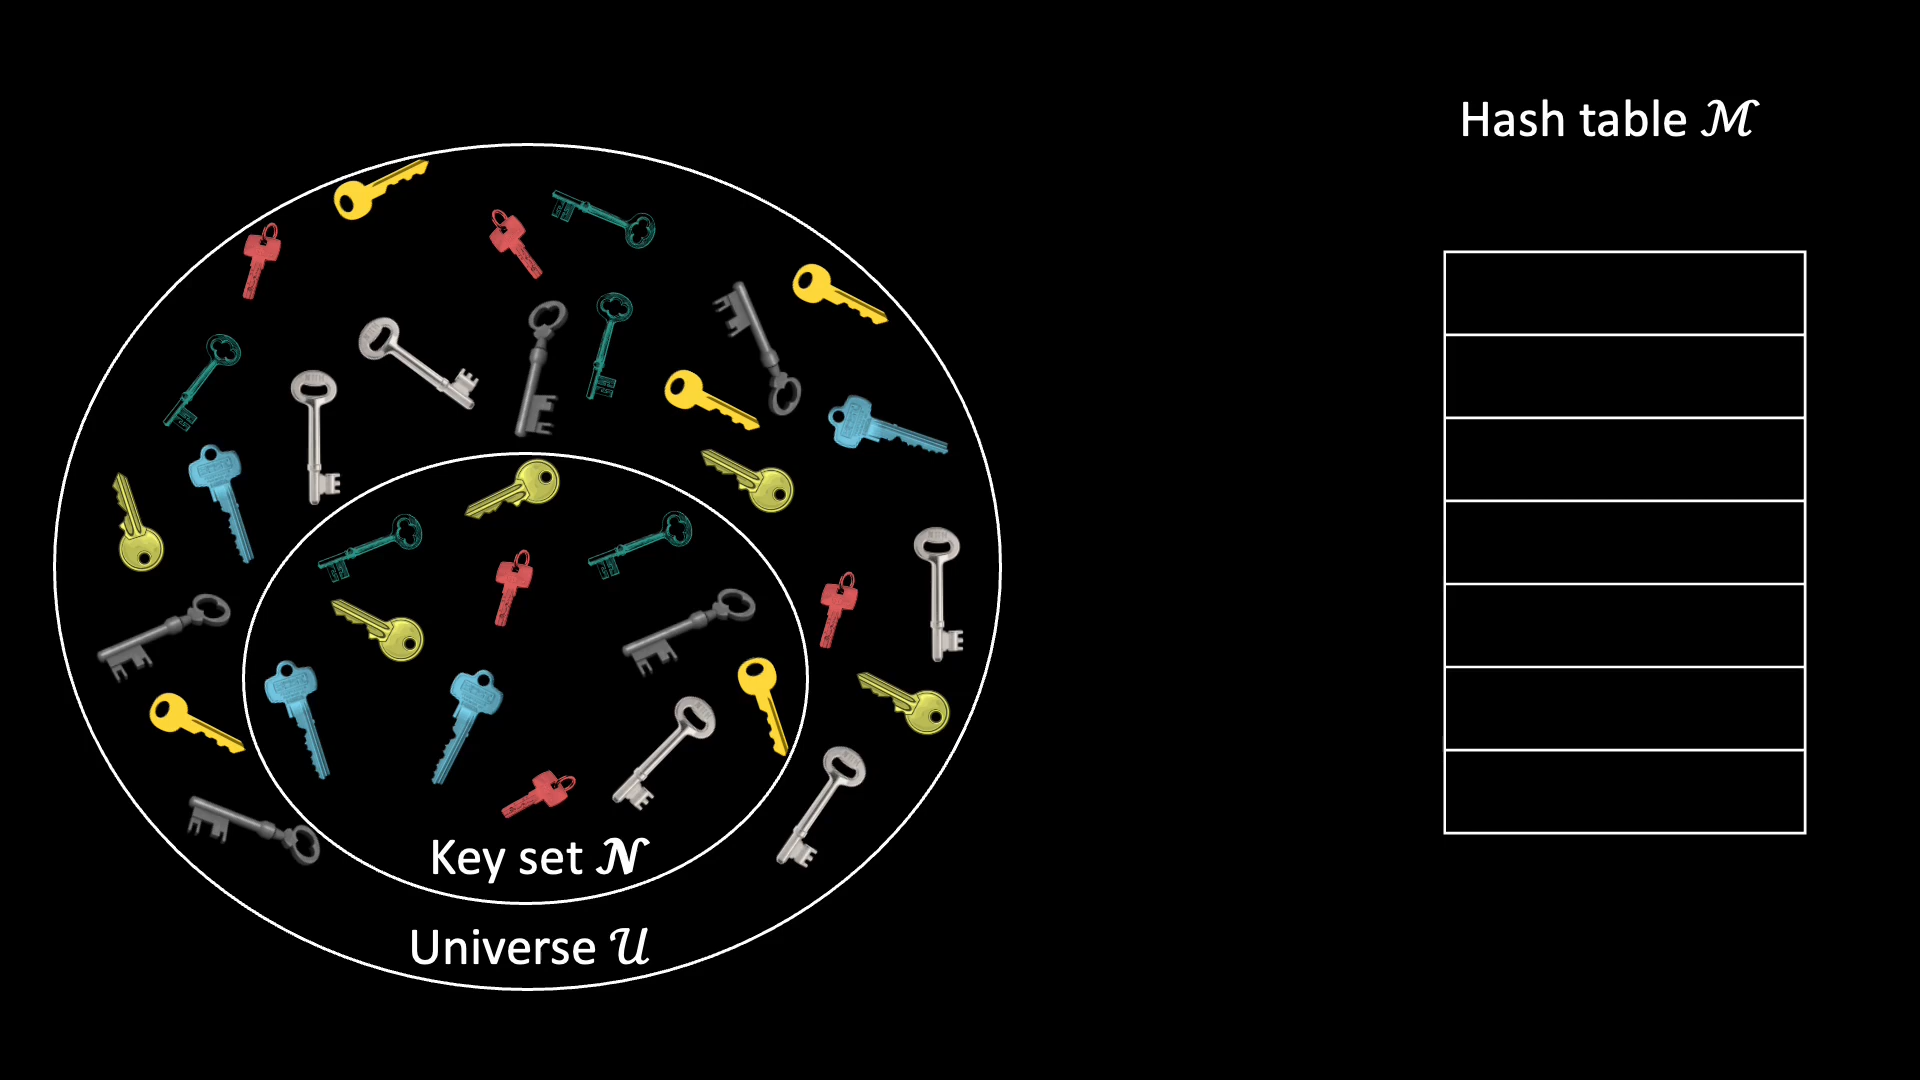 Hash table ℳ
Key set 𝓝
Universe 𝒰